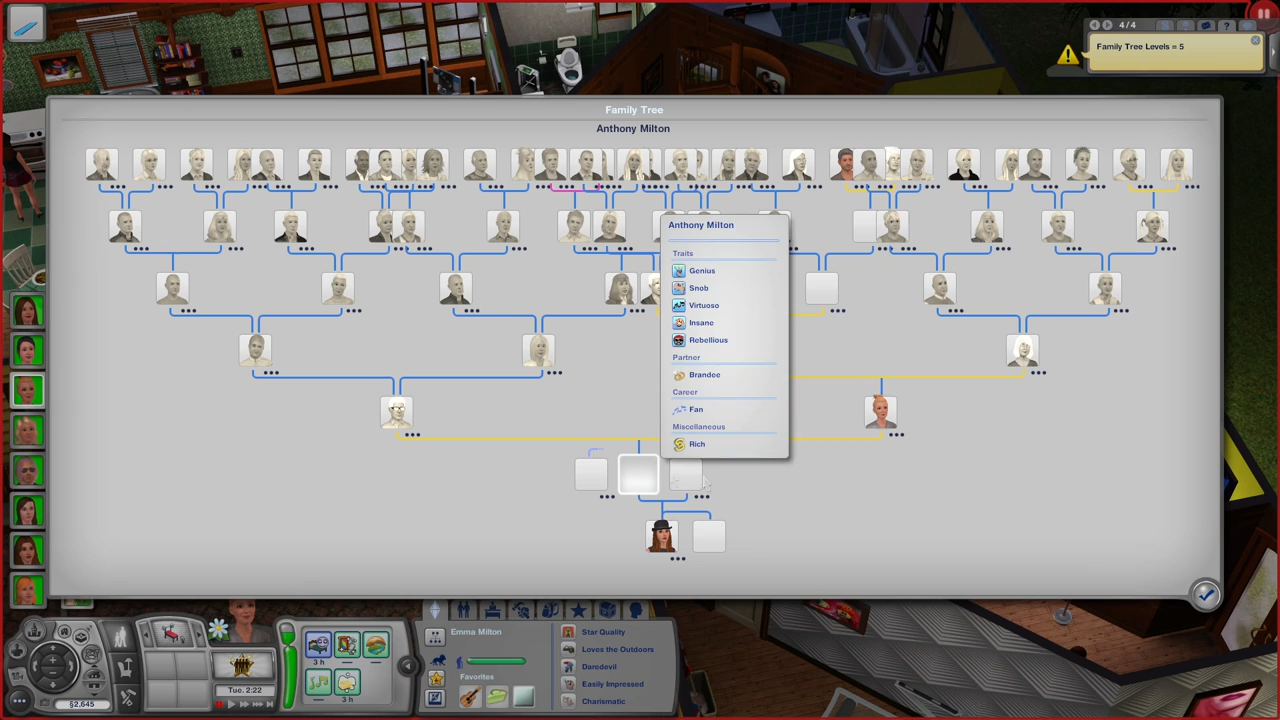 4/4
Family Tree Levels = 5
Family Tree
Anthony Milton
Anthony Milton
Traits
Genius
Snob
Virtuoso
Insane
Rebellious
Partner
Brandee
Career
Fan
Miscellaneous
Rich
Emma Milton
Favorites
Star Quality
Loves the Outdoors
Daredevil
Easily Impressed
Charismatic
3 h
3 h
Tue. 2:22
§2,645